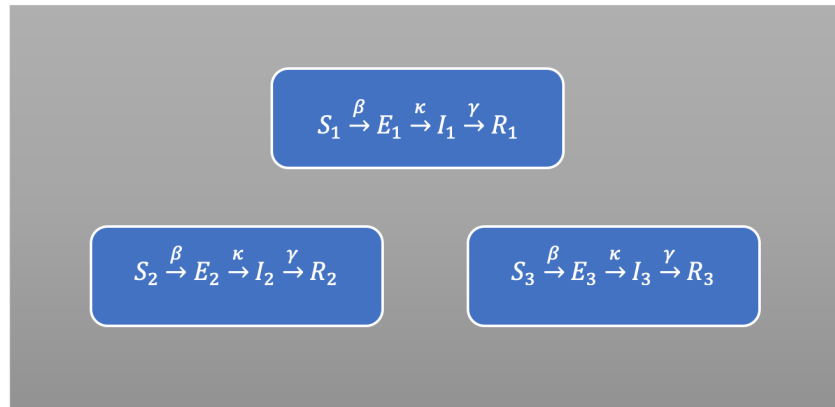 S₁ →^β E₁ →^κ I₁ →^γ R₁
S₂ →^β E₂ →^κ I₂ →^γ R₂
S₃ →^β E₃ →^κ I₃ →^γ R₃